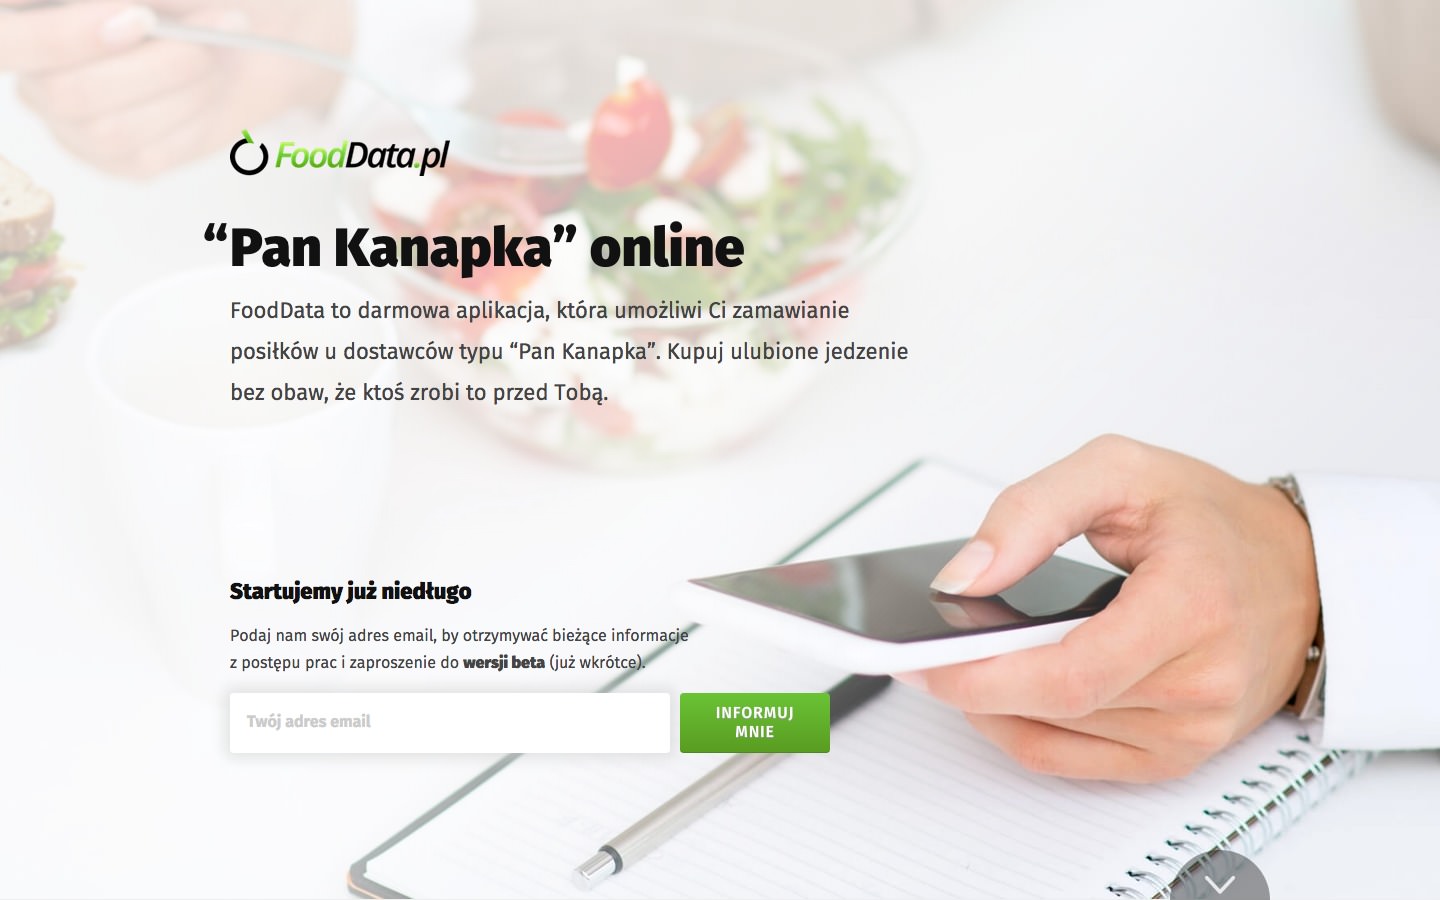 FoodData.pl
“Pan Kanapka” online
FoodData to darmowa aplikacja, która umożliwi Ci zamawianie
posiłków u dostawców typu “Pan Kanapka”. Kupuj ulubione jedzenie
bez obaw, że ktoś zrobi to przed Tobą.
Startujemy już niedługo
Podaj nam swój adres email, by otrzymywać bieżące informacje
z postępu prac i zaproszenie do wersji beta (już wkrótce).
Twój adres email
INFORMUJ
MNIE